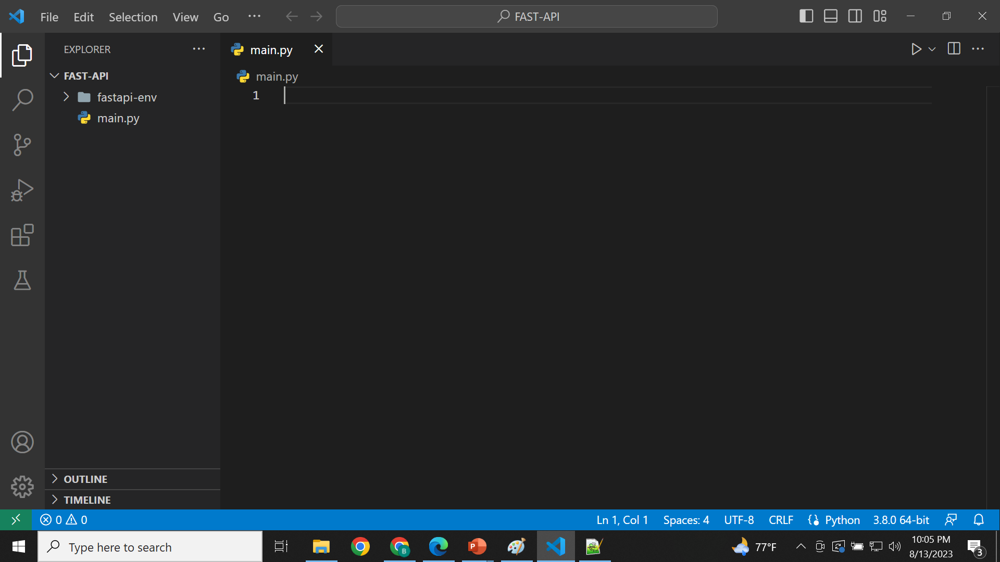 File Edit Selection View Go ··· FAST-API
EXPLORER ···
main.py
FAST-API
main.py
fastapi-env
1
main.py
OUTLINE
TIMELINE
0 0 Ln 1, Col 1 Spaces: 4 UTF-8 CRLF {} Python 3.8.0 64-bit
Type here to search
B
P
77°F
10:05 PM
8/13/2023
3